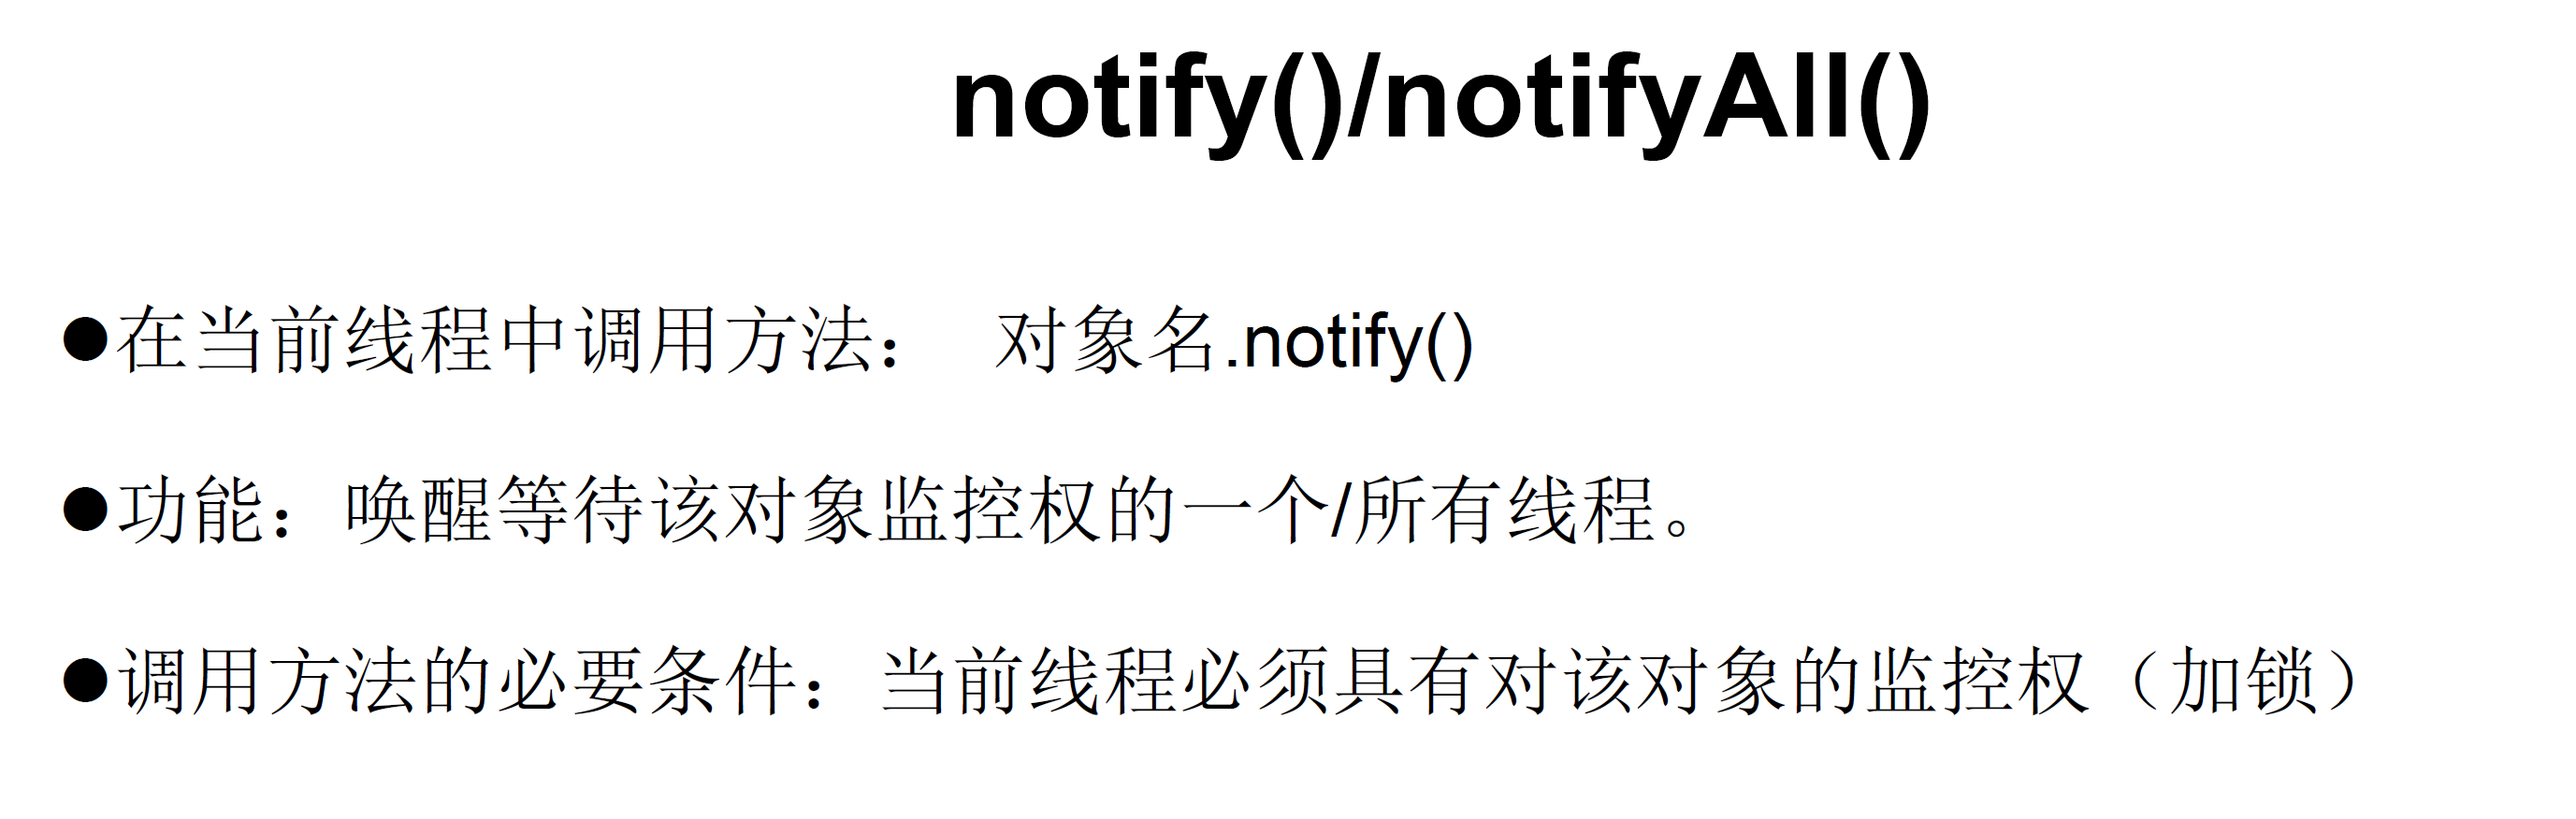 notify()/notifyAll()
●在当前线程中调用方法： 对象名.notify()
●功能：唤醒等待该对象监控权的一个/所有线程。
●调用方法的必要条件：当前线程必须具有对该对象的监控权（加锁）